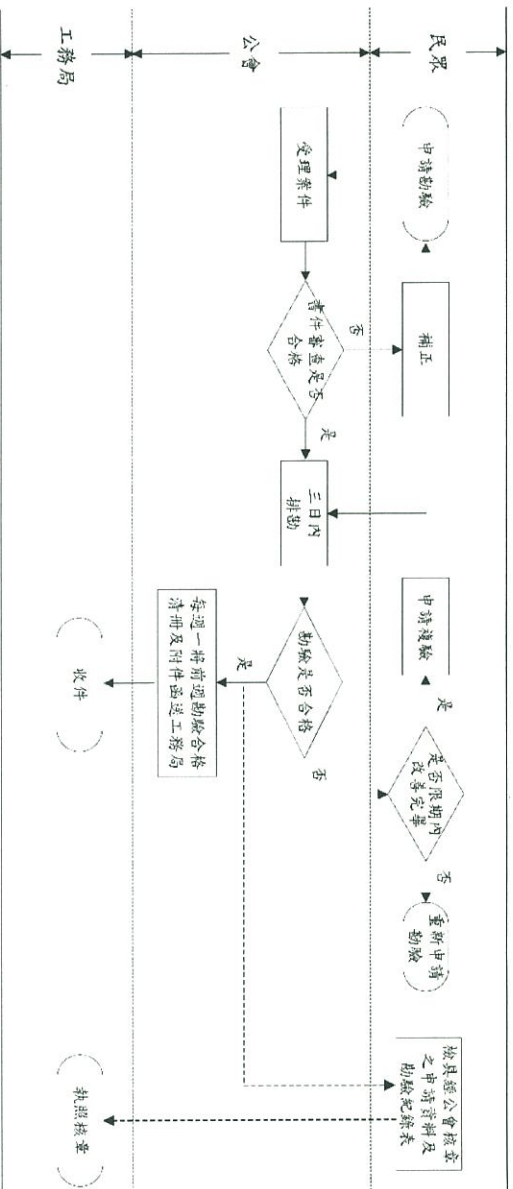 民眾
申請勘驗
補正
申請複驗
是
是否限期內
改善完畢
否
重新申請
勘驗
檢具經公會核章
之申請資料及
勘驗紀錄表
公會
受理案件
書件審查是否
合格
否
是
三日內
排勘
勘驗是否合格
否
是
每週一將前週勘驗合格
清冊及附件函送工務局
工務局
收件
執照核章